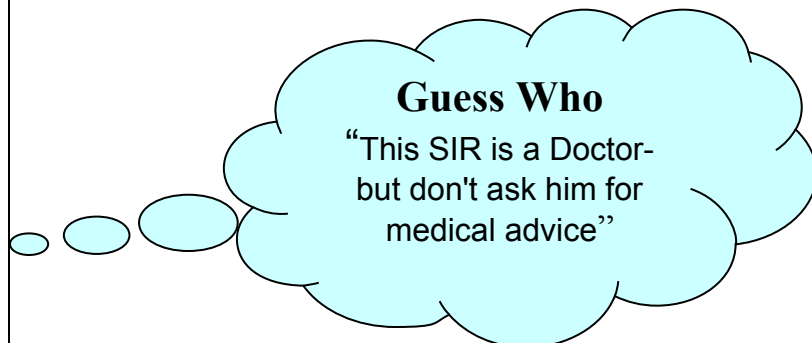 Guess Who
“This SIR is a Doctor-
but don't ask him for
medical advice”